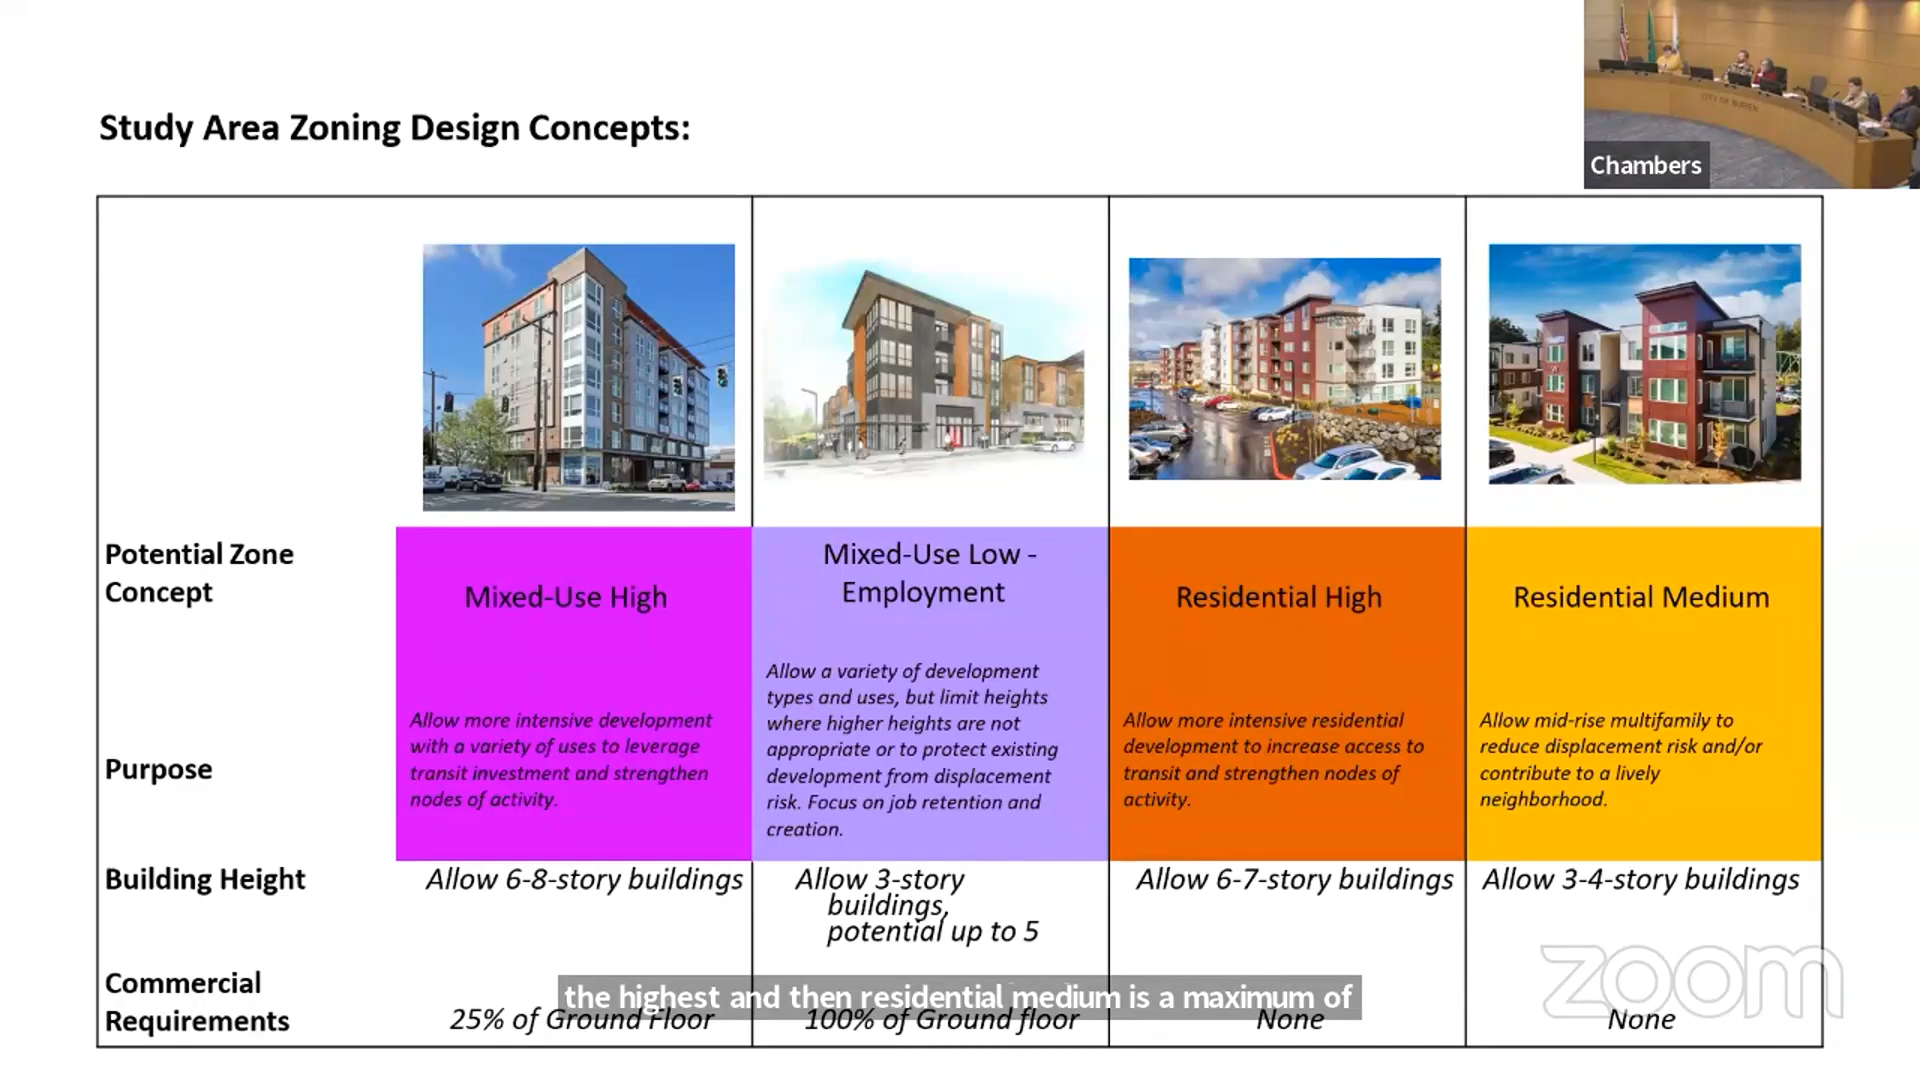 Study Area Zoning Design Concepts:
CITY OF BURIEN
Chambers
Potential Zone
Concept
Mixed-Use High
Mixed-Use Low -
Employment
Residential High
Residential Medium
Purpose
Allow more intensive development
with a variety of uses to leverage
transit investment and strengthen
nodes of activity.
Allow a variety of development
types and uses, but limit heights
where higher heights are not
appropriate or to protect existing
development from displacement
risk. Focus on job retention and
creation.
Allow more intensive residential
development to increase access to
transit and strengthen nodes of
activity.
Allow mid-rise multifamily to
reduce displacement risk and/or
contribute to a lively
neighborhood.
Building Height
Allow 6-8-story buildings
Allow 3-story
buildings,
potential up to 5
Allow 6-7-story buildings
Allow 3-4-story buildings
Commercial
Requirements
25% of Ground Floor
100% of Ground floor
None
None
the highest and then residential medium is a maximum of
zoom